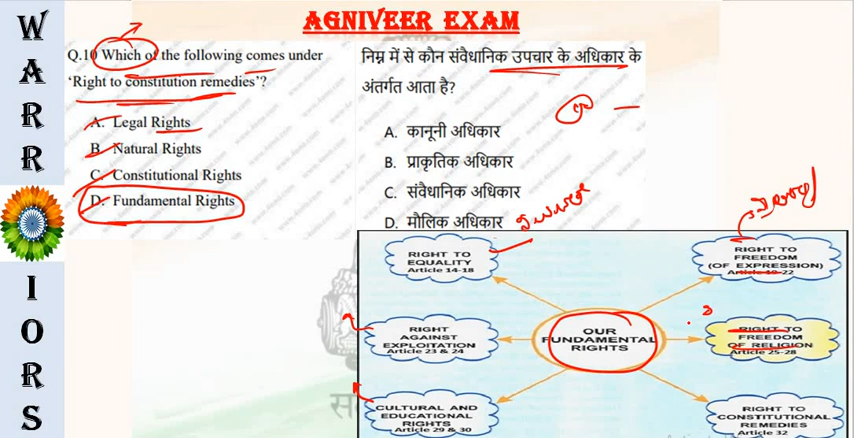 AGNIVEER EXAM
W
A
R
R
I
O
R
S
Q.10 Which of the following comes under
‘Right to constitution remedies’?
A. Legal Rights
B. Natural Rights
C. Constitutional Rights
D. Fundamental Rights
निम्न में से कौन संवैधानिक उपचार के अधिकार के
अंतर्गत आता है?
A. कानूनी अधिकार
B. प्राकृतिक अधिकार
C. संवैधानिक अधिकार
D. मौलिक अधिकार
RIGHT TO
EQUALITY
Article 14-18
RIGHT TO
FREEDOM
(OF EXPRESSION)
Article 19-22
RIGHT
AGAINST
EXPLOITATION
Article 23 & 24
OUR
FUNDAMENTAL
RIGHTS
RIGHT TO
FREEDOM
OF RELIGION
Article 25-28
CULTURAL AND
EDUCATIONAL
RIGHTS
Article 29 & 30
RIGHT TO
CONSTITUTIONAL
REMEDIES
Article 32